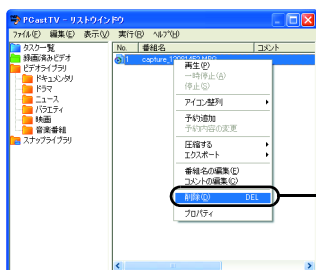 PCastTV - リストウインドウ
ファイル(F) 編集(E) 表示(V) 実行(R) ヘルプ(H)
タスク一覧
録画済みビデオ
ビデオライブラリ
ドキュメンタリ
ドラマ
ニュース
バラエティ
映画
音楽番組
スナップライブラリ
No. 番組名 コメント
1 capture_120814E2.MPG
再生(P)
一時停止(A)
停止(S)
アイコン整列
予約追加
予約内容の変更
圧縮する
エクスポート
番組名の編集(E)
コメントの編集(C)
削除(D) DEL
プロパティ